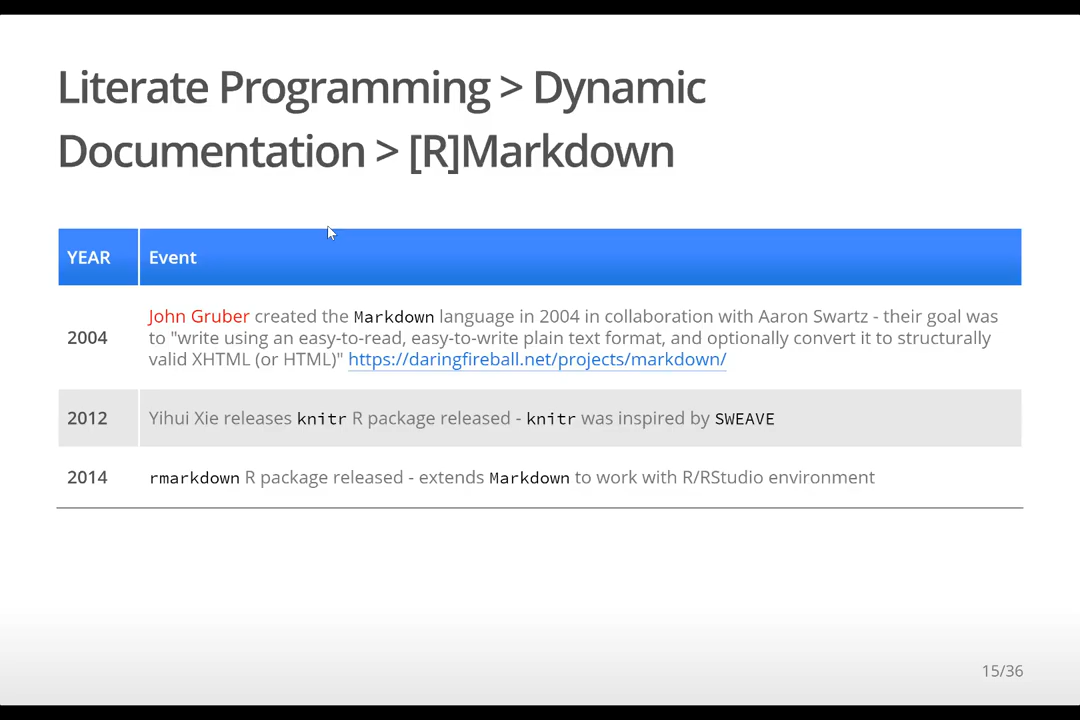 Literate Programming > Dynamic
Documentation > [R]Markdown
YEAR Event
John Gruber created the Markdown language in 2004 in collaboration with Aaron Swartz - their goal was
2004 to "write using an easy-to-read, easy-to-write plain text format, and optionally convert it to structurally
valid XHTML (or HTML)" https://daringfireball.net/projects/markdown/
2012 Yihui Xie releases knitr R package released - knitr was inspired by SWEAVE
2014 rmarkdown R package released - extends Markdown to work with R/RStudio environment
15/36